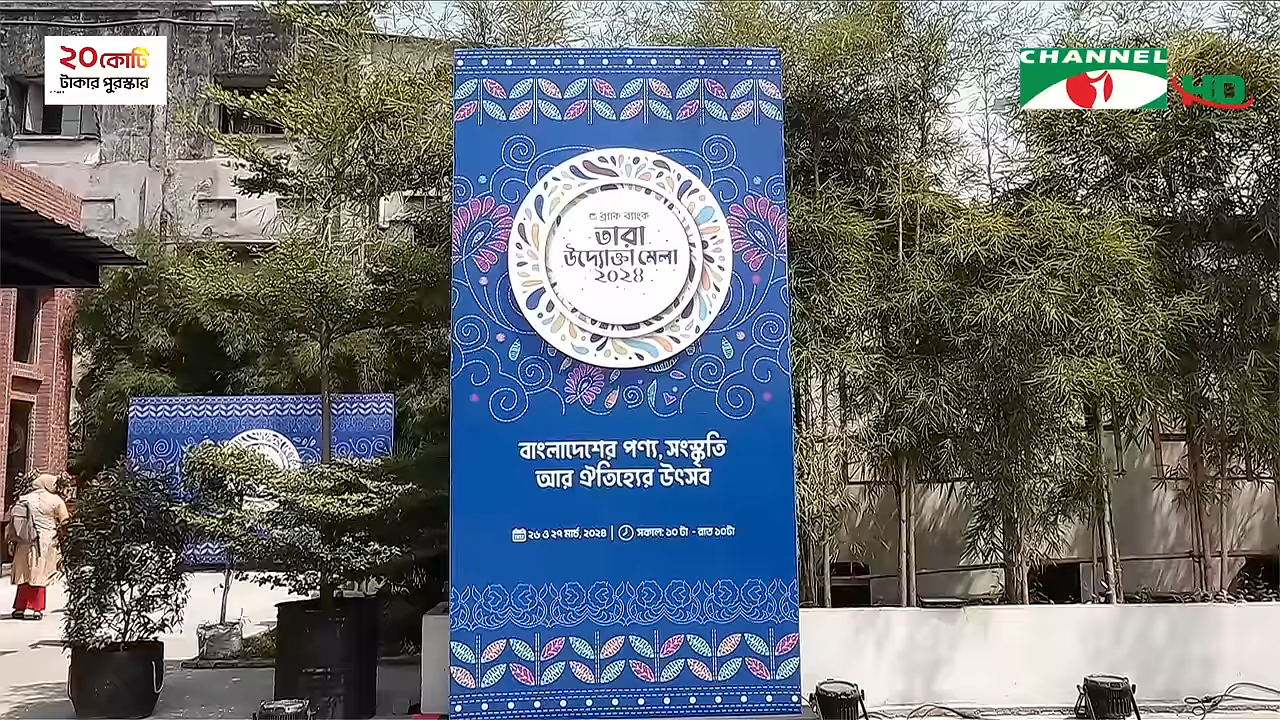 ২০কোটি
টাকার পুরস্কার
CHANNEL
HD
ব্র্যাক ব্যাংক
তারা
উদ্যোক্তা মেলা
২০২৪
বাংলাদেশের পণ্য, সংস্কৃতি
আর ঐতিহ্যের উৎসব
২৬ ও ২৭ মার্চ, ২০২৪ | সকাল: ১০ টা - রাত ১০টা